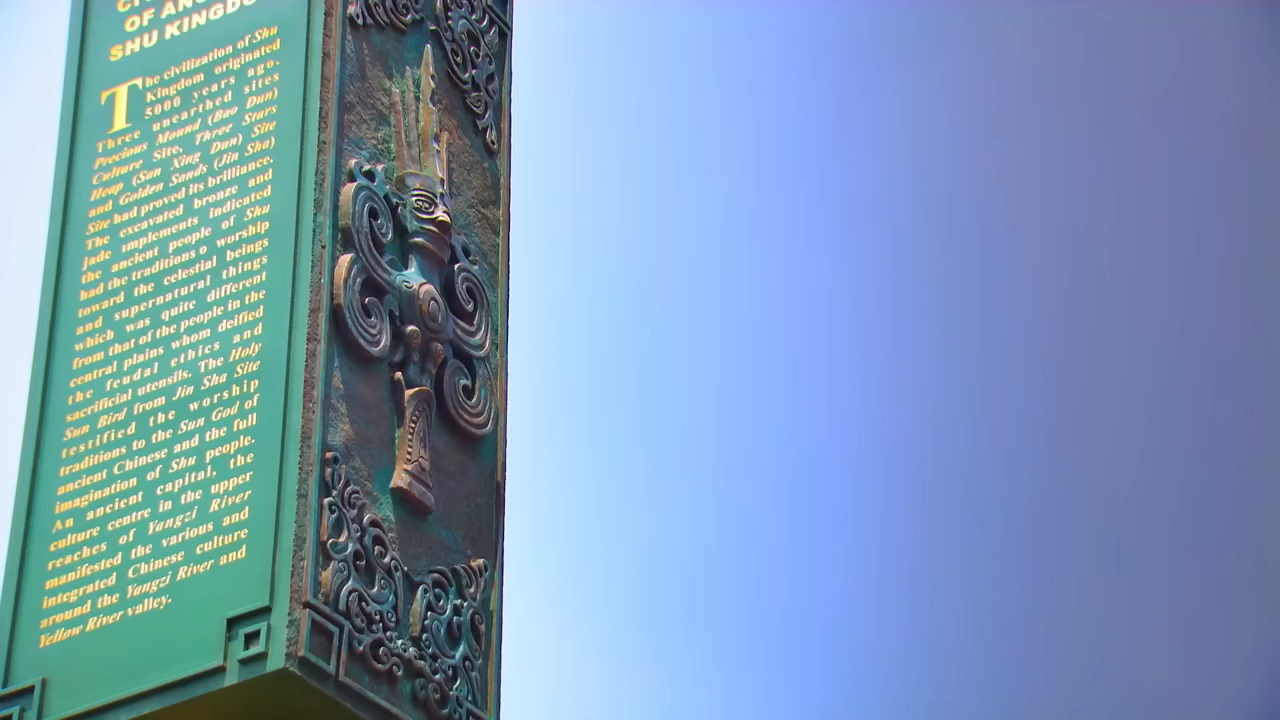 OF ANC
SHU KINGDO
The civilization of Shu
Kingdom originated
5000 years ago.
Three unearthed sites
Precious Mound (Bao Dun)
Culture Site, Three Stars
Heap (San Xing Dun) Site
and Golden Sands (Jin Sha)
Site had proved its brilliance.
The excavated bronze and
jade implements indicated
the ancient people of Shu
had the traditions o worship
toward the celestial beings
and supernatural things
which was quite different
from that of the people in the
central plains whom deified
the feudal ethics and
sacrificial utensils. The Holy
Sun Bird from Jin Sha Site
testified the worship
traditions to the Sun God of
ancient Chinese and the full
imagination of Shu people.
An ancient capital, the
culture centre in the upper
reaches of Yangzi River
manifested the various and
integrated Chinese culture
around the Yangzi River and
Yellow River valley.